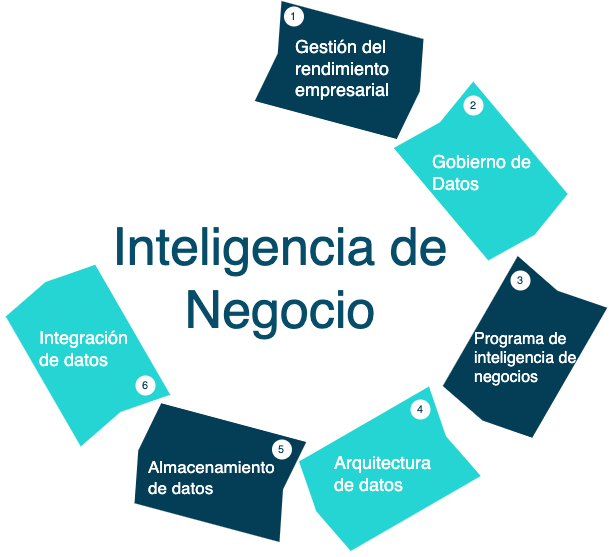 1
Gestión del
rendimiento
empresarial
2
Gobierno de
Datos
Inteligencia de
Negocio
3
Programa de
inteligencia de
negocios
4
Arquitectura
de datos
5
Almacenamiento
de datos
6
Integración
de datos